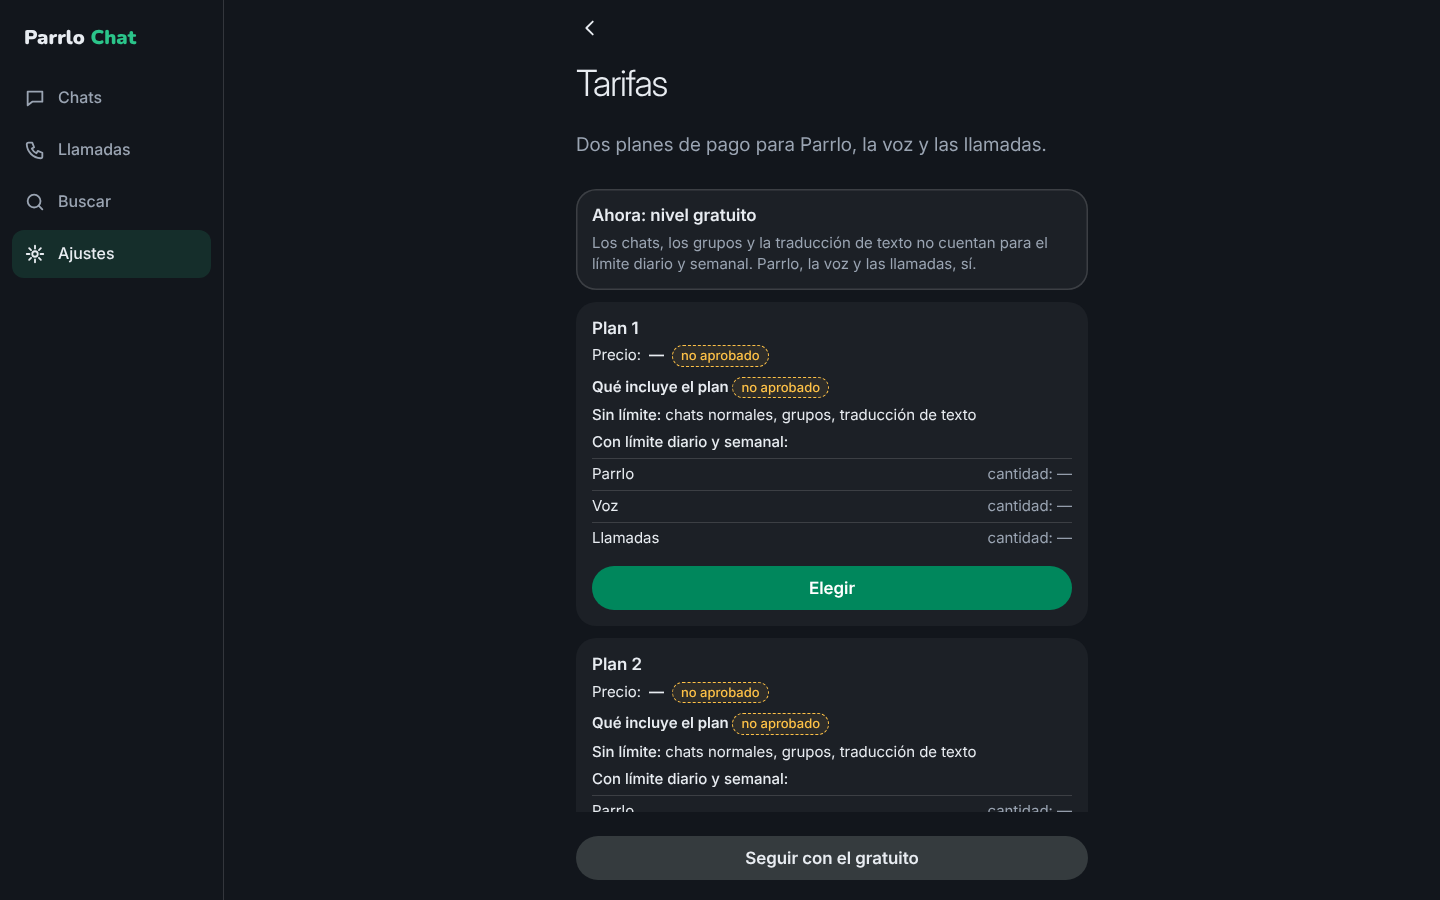 Parrlo Chat
Chats
Llamadas
Buscar
Ajustes
Tarifas
Dos planes de pago para Parrlo, la voz y las llamadas.
Ahora: nivel gratuito
Los chats, los grupos y la traducción de texto no cuentan para el
límite diario y semanal. Parrlo, la voz y las llamadas, sí.
Plan 1
Precio: — no aprobado
Qué incluye el plan no aprobado
Sin límite: chats normales, grupos, traducción de texto
Con límite diario y semanal:
Parrlo cantidad: —
Voz cantidad: —
Llamadas cantidad: —
Elegir
Plan 2
Precio: — no aprobado
Qué incluye el plan no aprobado
Sin límite: chats normales, grupos, traducción de texto
Con límite diario y semanal:
Parrlo cantidad: —
Seguir con el gratuito